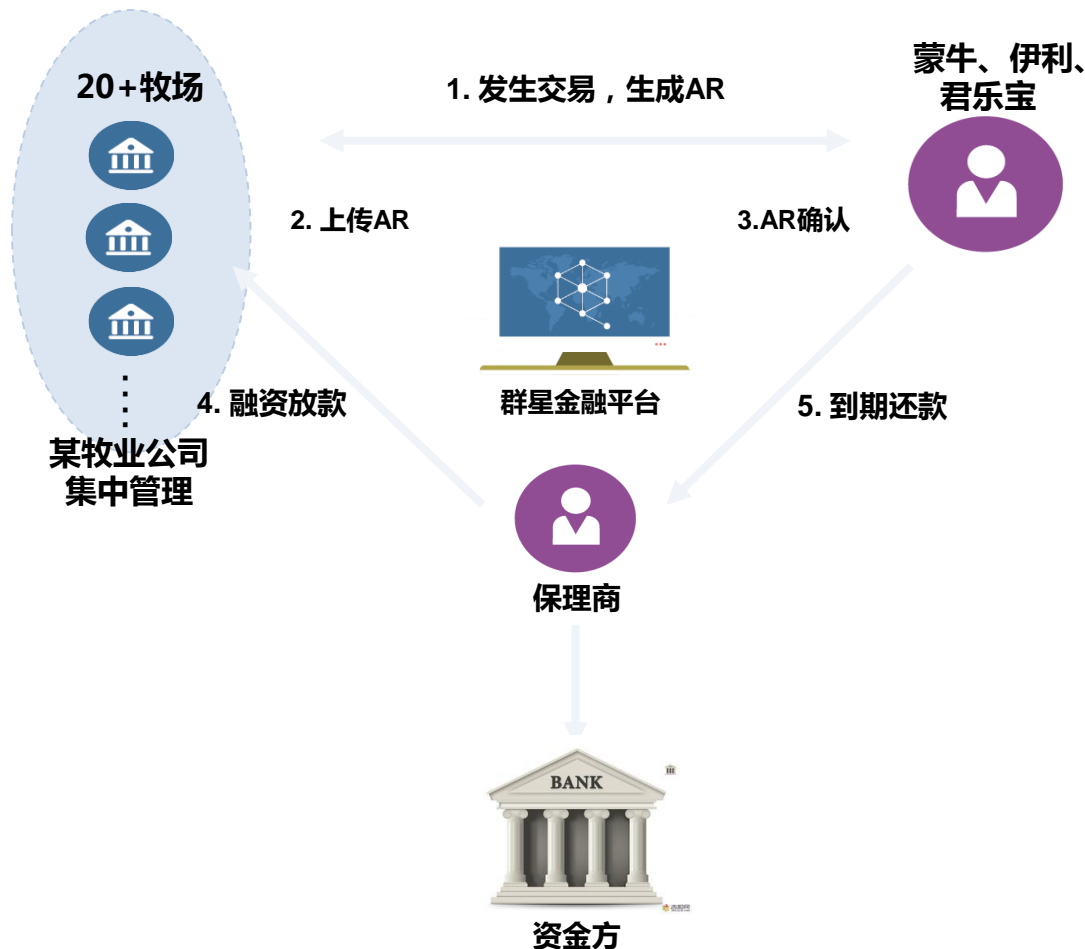 20+牧场
1. 发生交易，生成AR
蒙牛、伊利、
君乐宝
2. 上传AR
3.AR确认
4. 融资放款
群星金融平台
5. 到期还款
某牧业公司
集中管理
保理商
BANK
资金方